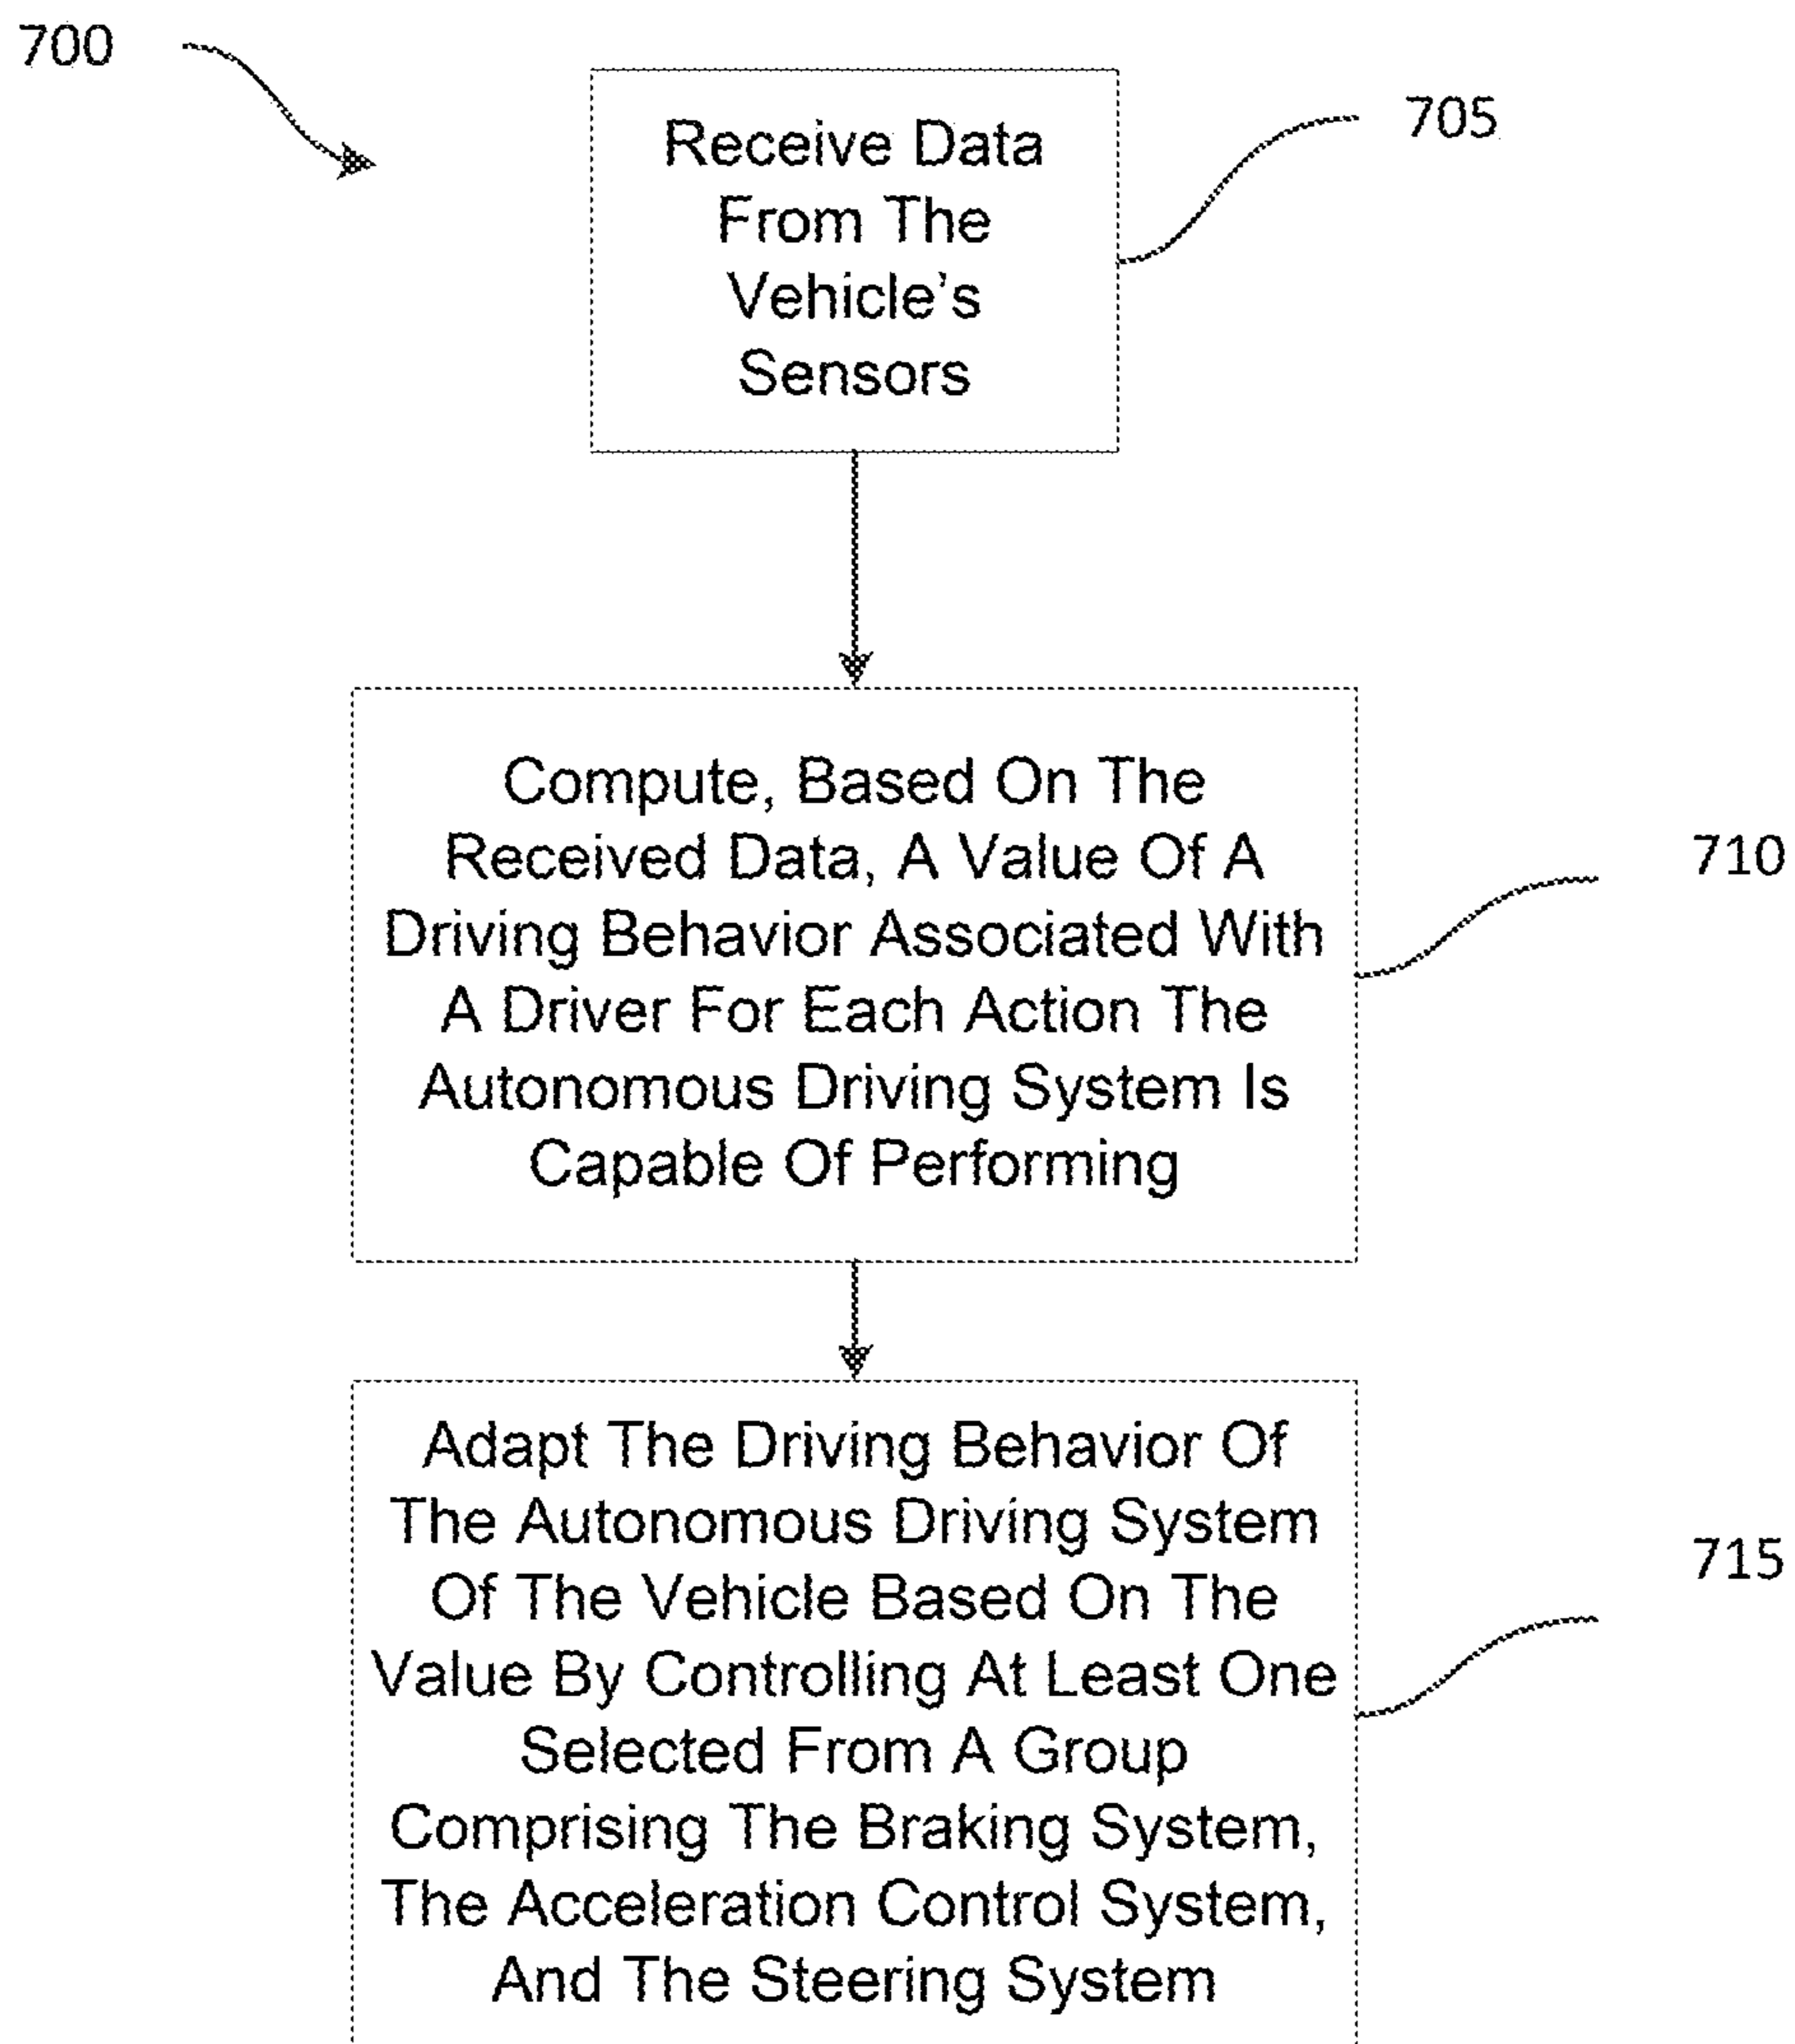 700
705
Receive Data
From The
Vehicle’s
Sensors
Compute, Based On The
Received Data, A Value Of A
Driving Behavior Associated With
A Driver For Each Action The
Autonomous Driving System Is
Capable Of Performing
710
Adapt The Driving Behavior Of
The Autonomous Driving System
Of The Vehicle Based On The
Value By Controlling At Least One
Selected From A Group
Comprising The Braking System,
The Acceleration Control System,
And The Steering System
715